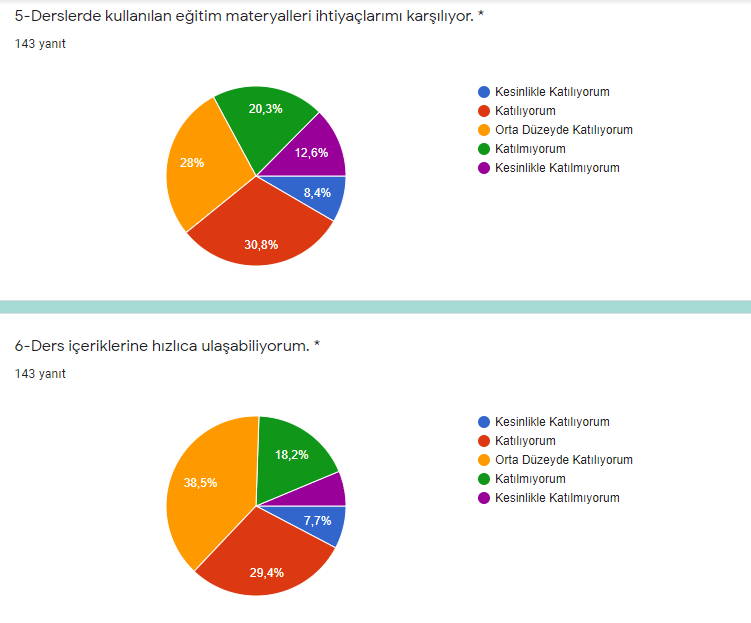 5-Derslerde kullanılan eğitim materyalleri ihtiyaçlarımı karşılıyor. *
143 yanıt
20,3%
12,6%
28%
8,4%
30,8%
Kesinlikle Katılıyorum
Katılıyorum
Orta Düzeyde Katılıyorum
Katılmıyorum
Kesinlikle Katılmıyorum
6-Ders içeriklerine hızlıca ulaşabiliyorum. *
143 yanıt
18,2%
38,5%
7,7%
29,4%
Kesinlikle Katılıyorum
Katılıyorum
Orta Düzeyde Katılıyorum
Katılmıyorum
Kesinlikle Katılmıyorum